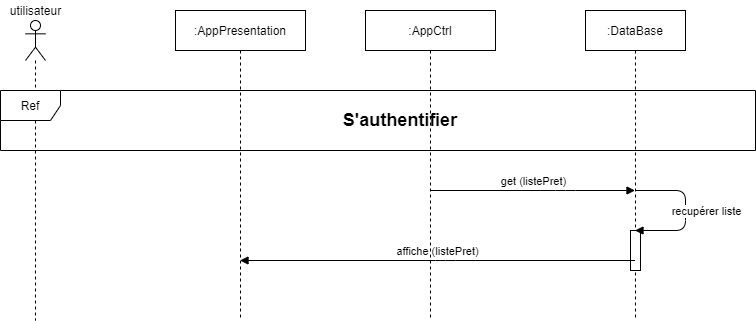 utilisateur
:AppPresentation
:AppCtrl
:DataBase
Ref
S'authentifier
get (listePret)
recupérer liste
affiche (listePret)